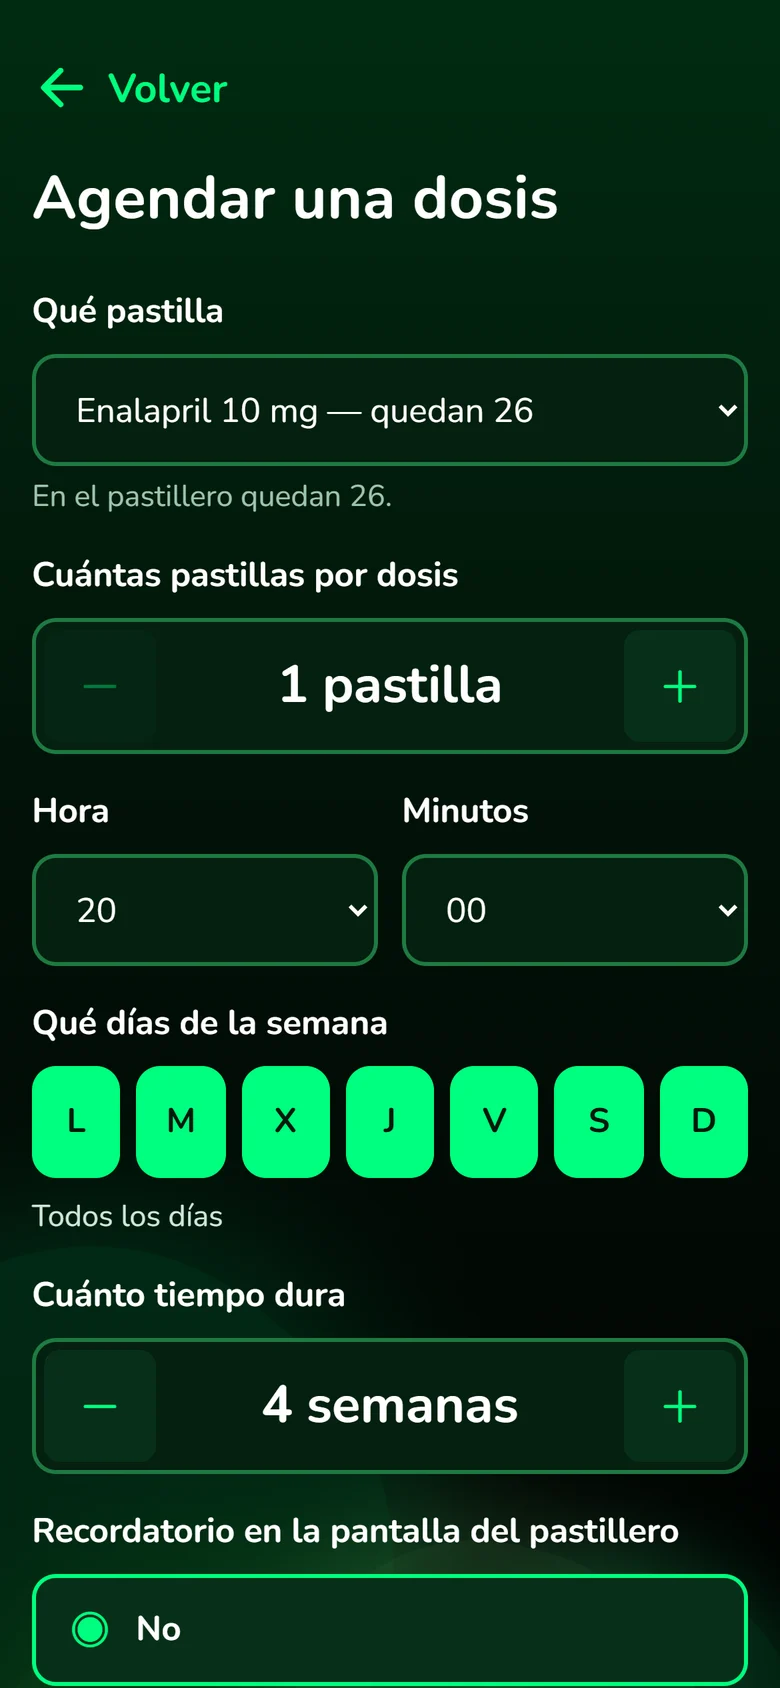 Volver
Agendar una dosis
Qué pastilla
Enalapril 10 mg — quedan 26
En el pastillero quedan 26.
Cuántas pastillas por dosis
− 1 pastilla +
Hora Minutos
20 00
Qué días de la semana
L M X J V S D
Todos los días
Cuánto tiempo dura
− 4 semanas +
Recordatorio en la pantalla del pastillero
No